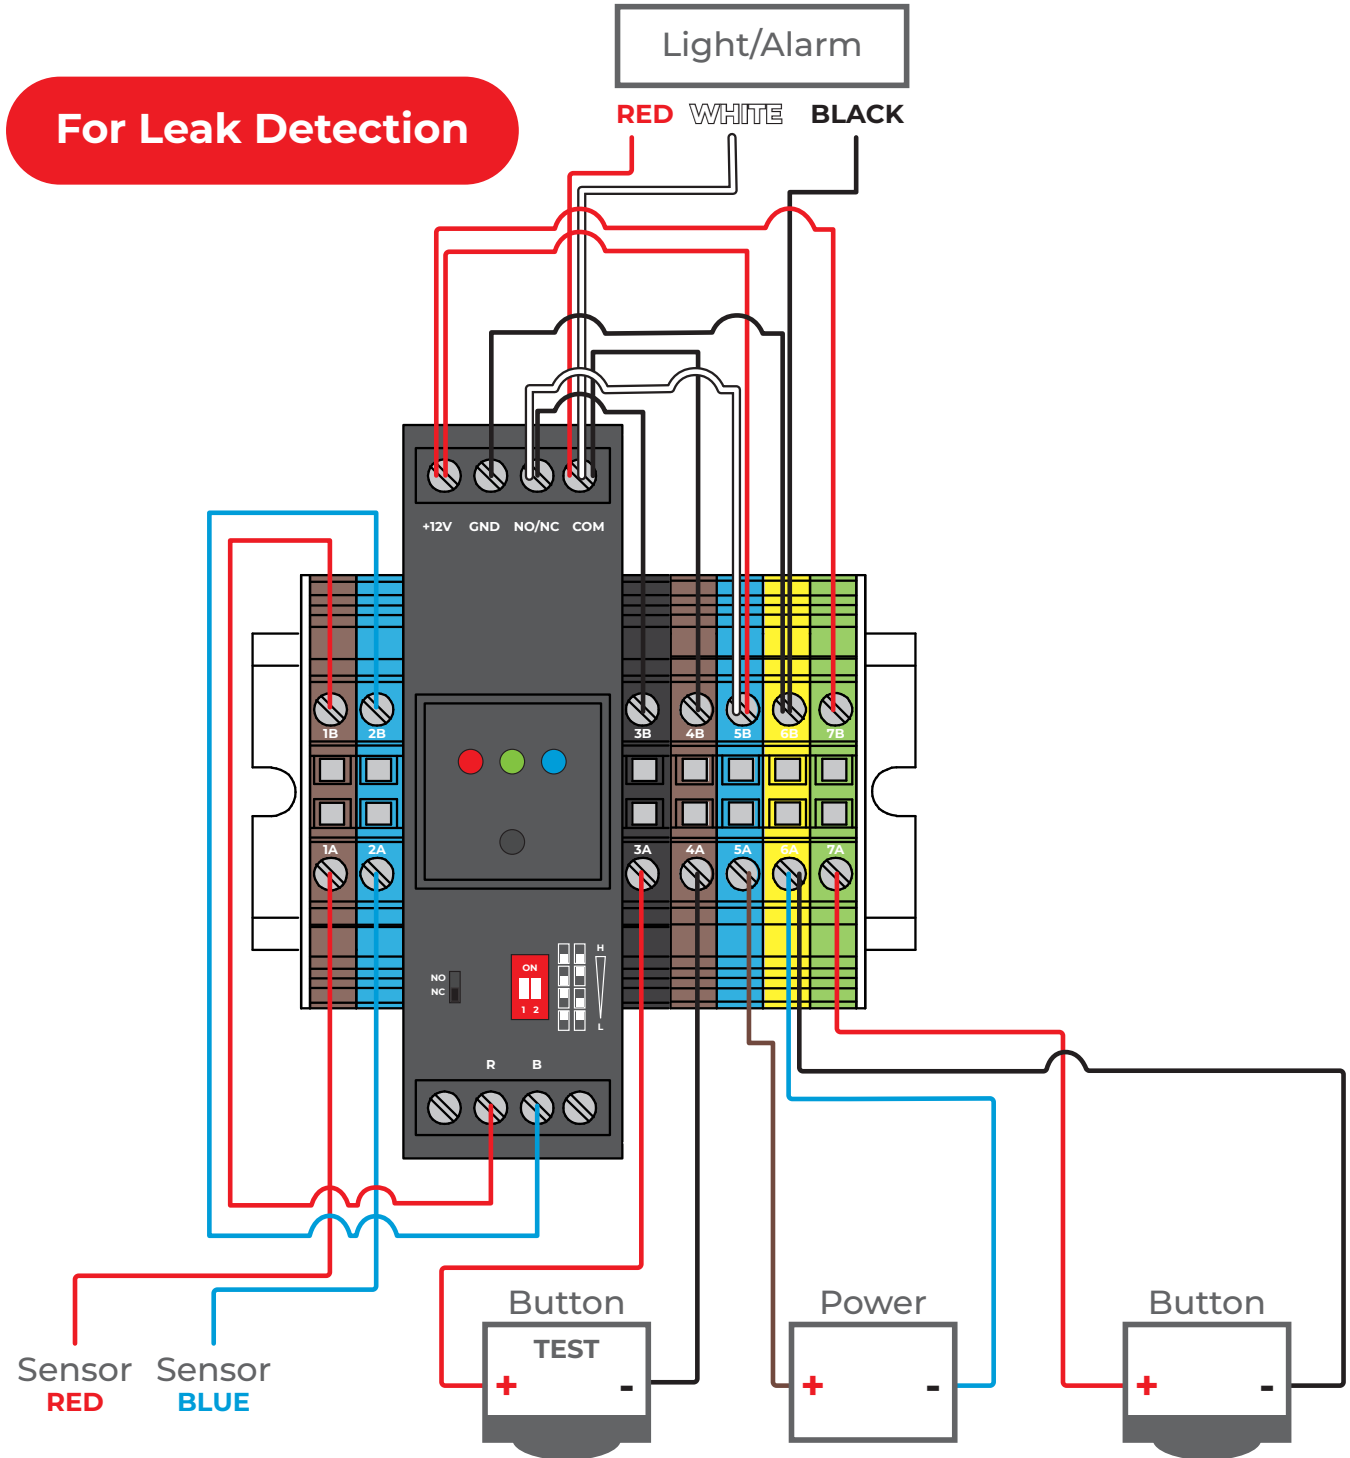 Light/Alarm
RED WHITE BLACK
For Leak Detection
+12V GND NO/NC COM
1B 2B 3B 4B 5B 6B 7B
1A 2A 3A 4A 5A 6A 7A
NO
NC
ON
1 2
H
L
R B
Button
TEST
+ -
Power
+ -
Button
+ -
Sensor
RED
Sensor
BLUE